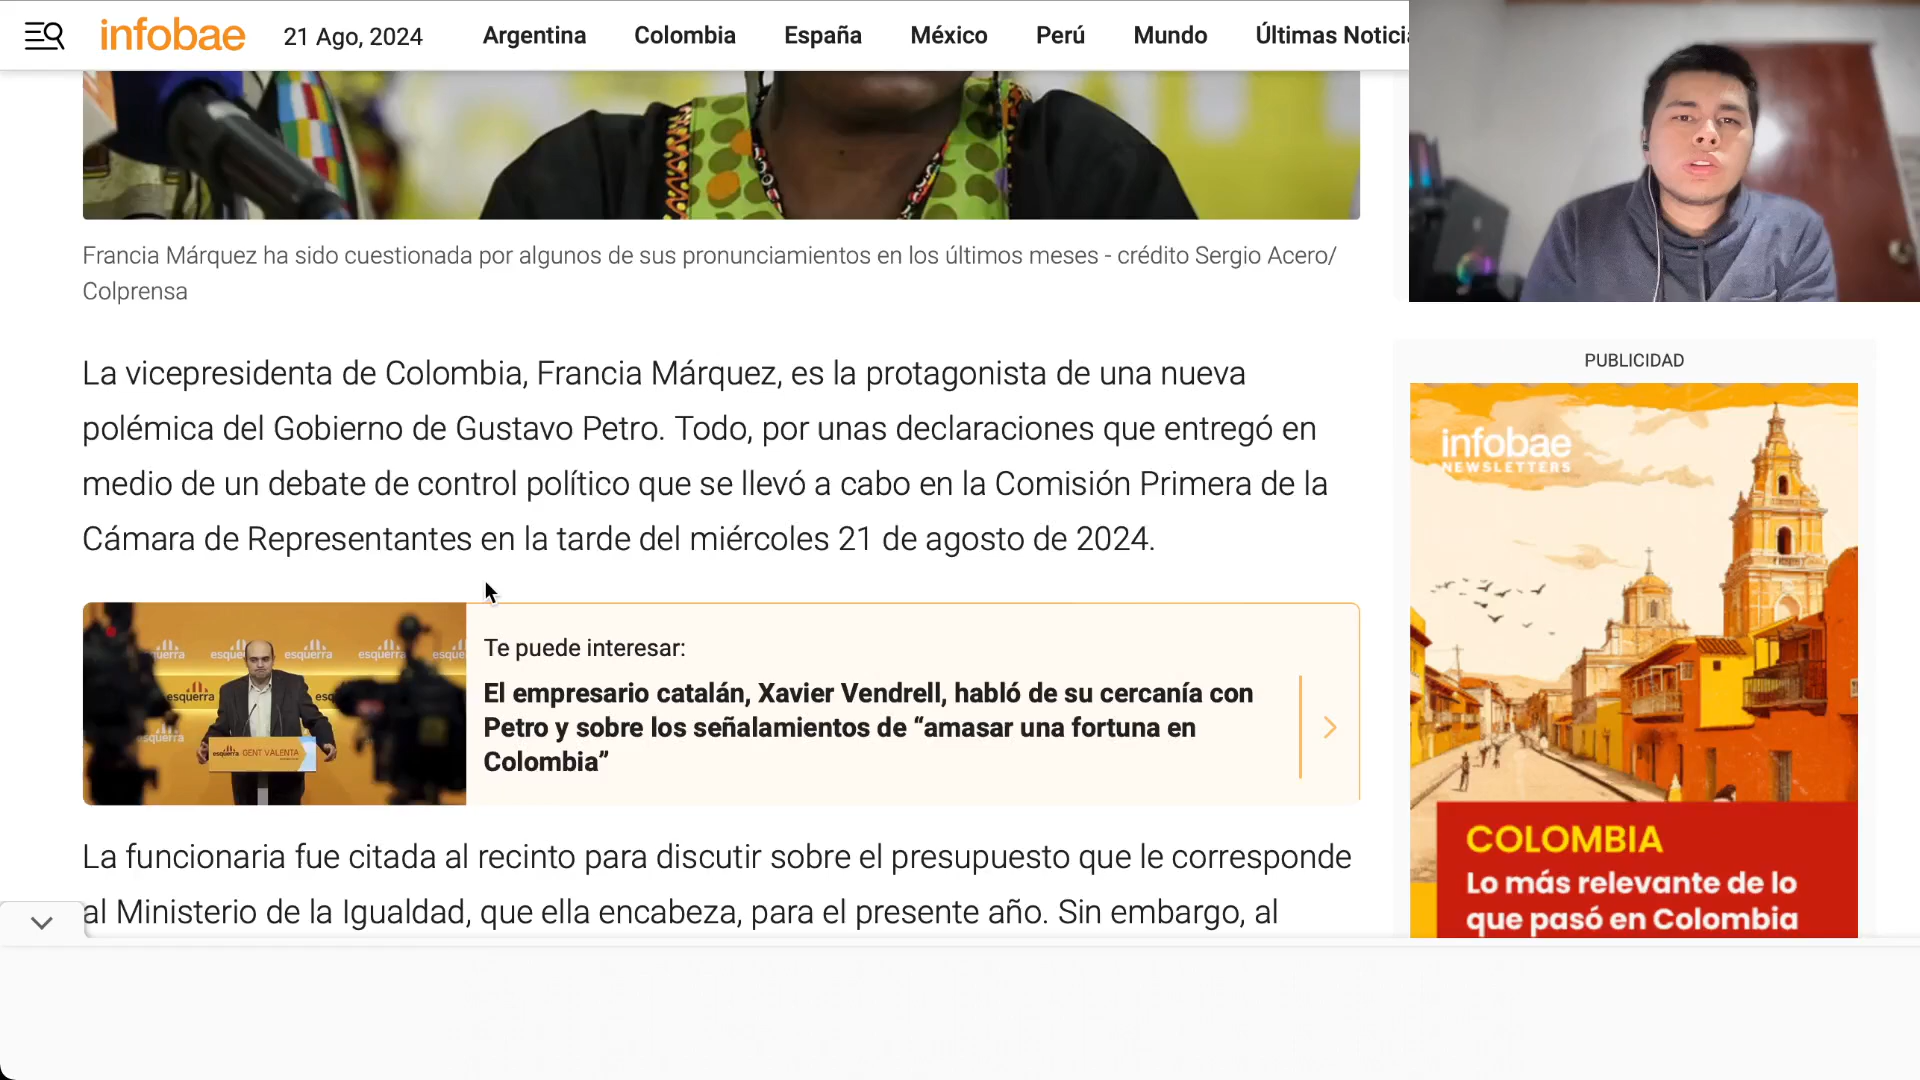 infobae
21 Ago, 2024
Argentina
Colombia
España
México
Perú
Mundo
Últimas Notici
Francia Márquez ha sido cuestionada por algunos de sus pronunciamientos en los últimos meses - crédito Sergio Acero/
Colprensa
La vicepresidenta de Colombia, Francia Márquez, es la protagonista de una nueva
polémica del Gobierno de Gustavo Petro. Todo, por unas declaraciones que entregó en
medio de un debate de control político que se llevó a cabo en la Comisión Primera de la
Cámara de Representantes en la tarde del miércoles 21 de agosto de 2024.
esquerra
esquerra
esquerra
esquerra
esquerra GENT VALENTA
Te puede interesar:
El empresario catalán, Xavier Vendrell, habló de su cercanía con
Petro y sobre los señalamientos de “amasar una fortuna en
Colombia”
La funcionaria fue citada al recinto para discutir sobre el presupuesto que le corresponde
al Ministerio de la Igualdad, que ella encabeza, para el presente año. Sin embargo, al
PUBLICIDAD
infobae
NEWSLETTERS
COLOMBIA
Lo más relevante de lo
que pasó en Colombia